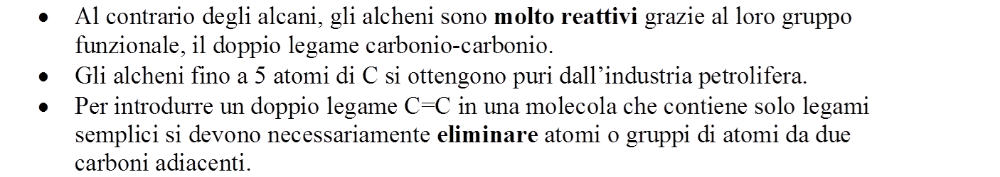 • Al contrario degli alcani, gli alcheni sono molto reattivi grazie al loro gruppo
funzionale, il doppio legame carbonio-carbonio.
• Gli alcheni fino a 5 atomi di C si ottengono puri dall’industria petrolifera.
• Per introdurre un doppio legame C=C in una molecola che contiene solo legami
semplici si devono necessariamente eliminare atomi o gruppi di atomi da due
carboni adiacenti.